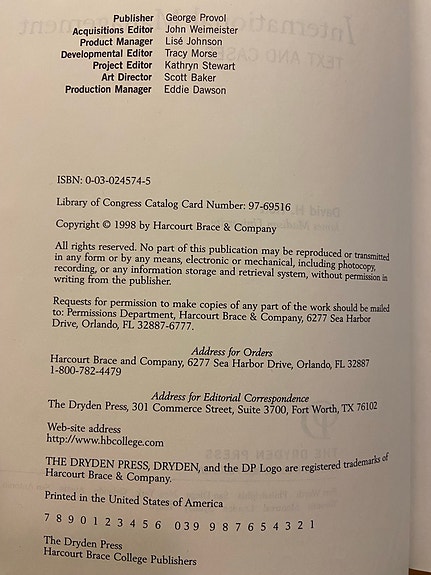 Publisher George Provol
Acquisitions Editor John Weimeister
Product Manager Lisé Johnson
Developmental Editor Tracy Morse
Project Editor Kathryn Stewart
Art Director Scott Baker
Production Manager Eddie Dawson
ISBN: 0-03-024574-5
Library of Congress Catalog Card Number: 97-69516
Copyright © 1998 by Harcourt Brace & Company
All rights reserved. No part of this publication may be reproduced or transmitted
in any form or by any means, electronic or mechanical, including photocopy,
recording, or any information storage and retrieval system, without permission in
writing from the publisher.
Requests for permission to make copies of any part of the work should be mailed
to: Permissions Department, Harcourt Brace & Company, 6277 Sea Harbor
Drive, Orlando, FL 32887-6777.
Address for Orders
Harcourt Brace and Company, 6277 Sea Harbor Drive, Orlando, FL 32887
1-800-782-4479
Address for Editorial Correspondence
The Dryden Press, 301 Commerce Street, Suite 3700, Fort Worth, TX 76102
Web-site address
http://www.hbcollege.com
THE DRYDEN PRESS, DRYDEN, and the DP Logo are registered trademarks of
Harcourt Brace & Company.
Printed in the United States of America
7 8 9 0 1 2 3 4 5 6 039 9 8 7 6 5 4 3 2 1
The Dryden Press
Harcourt Brace College Publishers